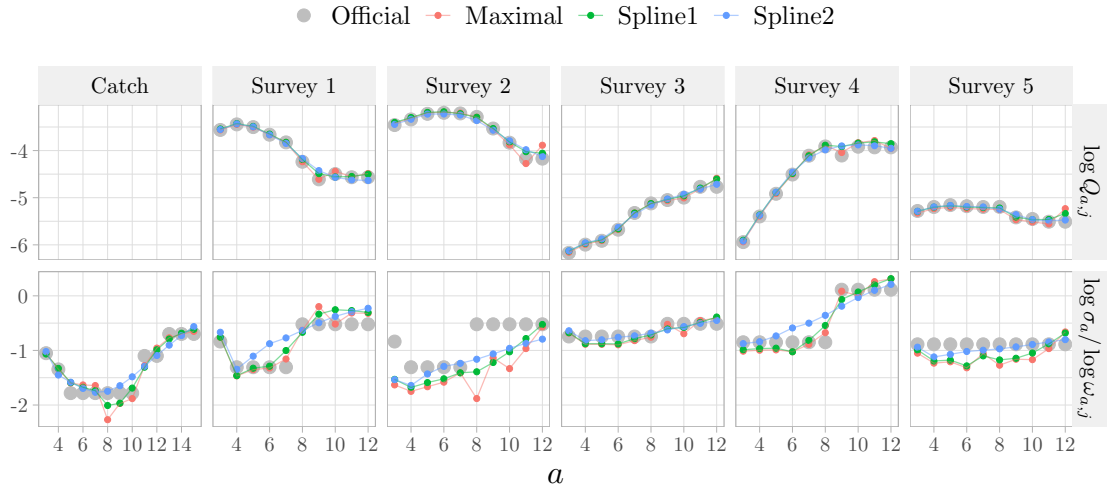 Official Maximal Spline1 Spline2
Catch Survey 1 Survey 2 Survey 3 Survey 4 Survey 5
-4
-5
-6
log Q_{a,j}
0
-1
-2
log σ_a / log ω_{a,j}
4 6 8 10 12 14 4 6 8 10 12 4 6 8 10 12 4 6 8 10 12 4 6 8 10 12 4 6 8 10 12
a